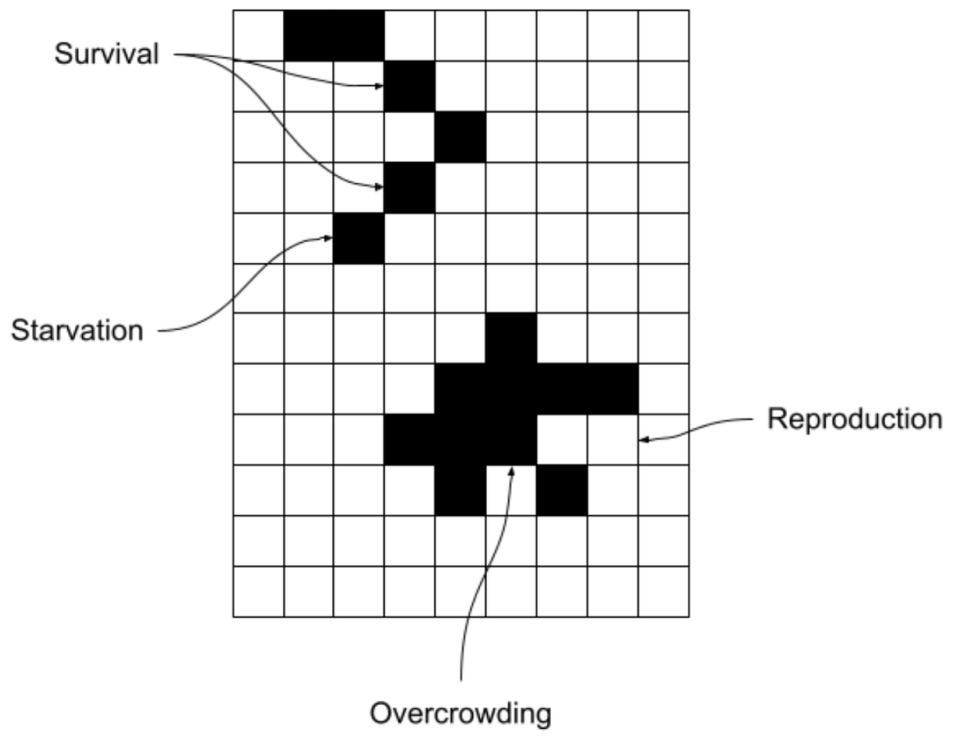 Survival
Starvation
Reproduction
Overcrowding